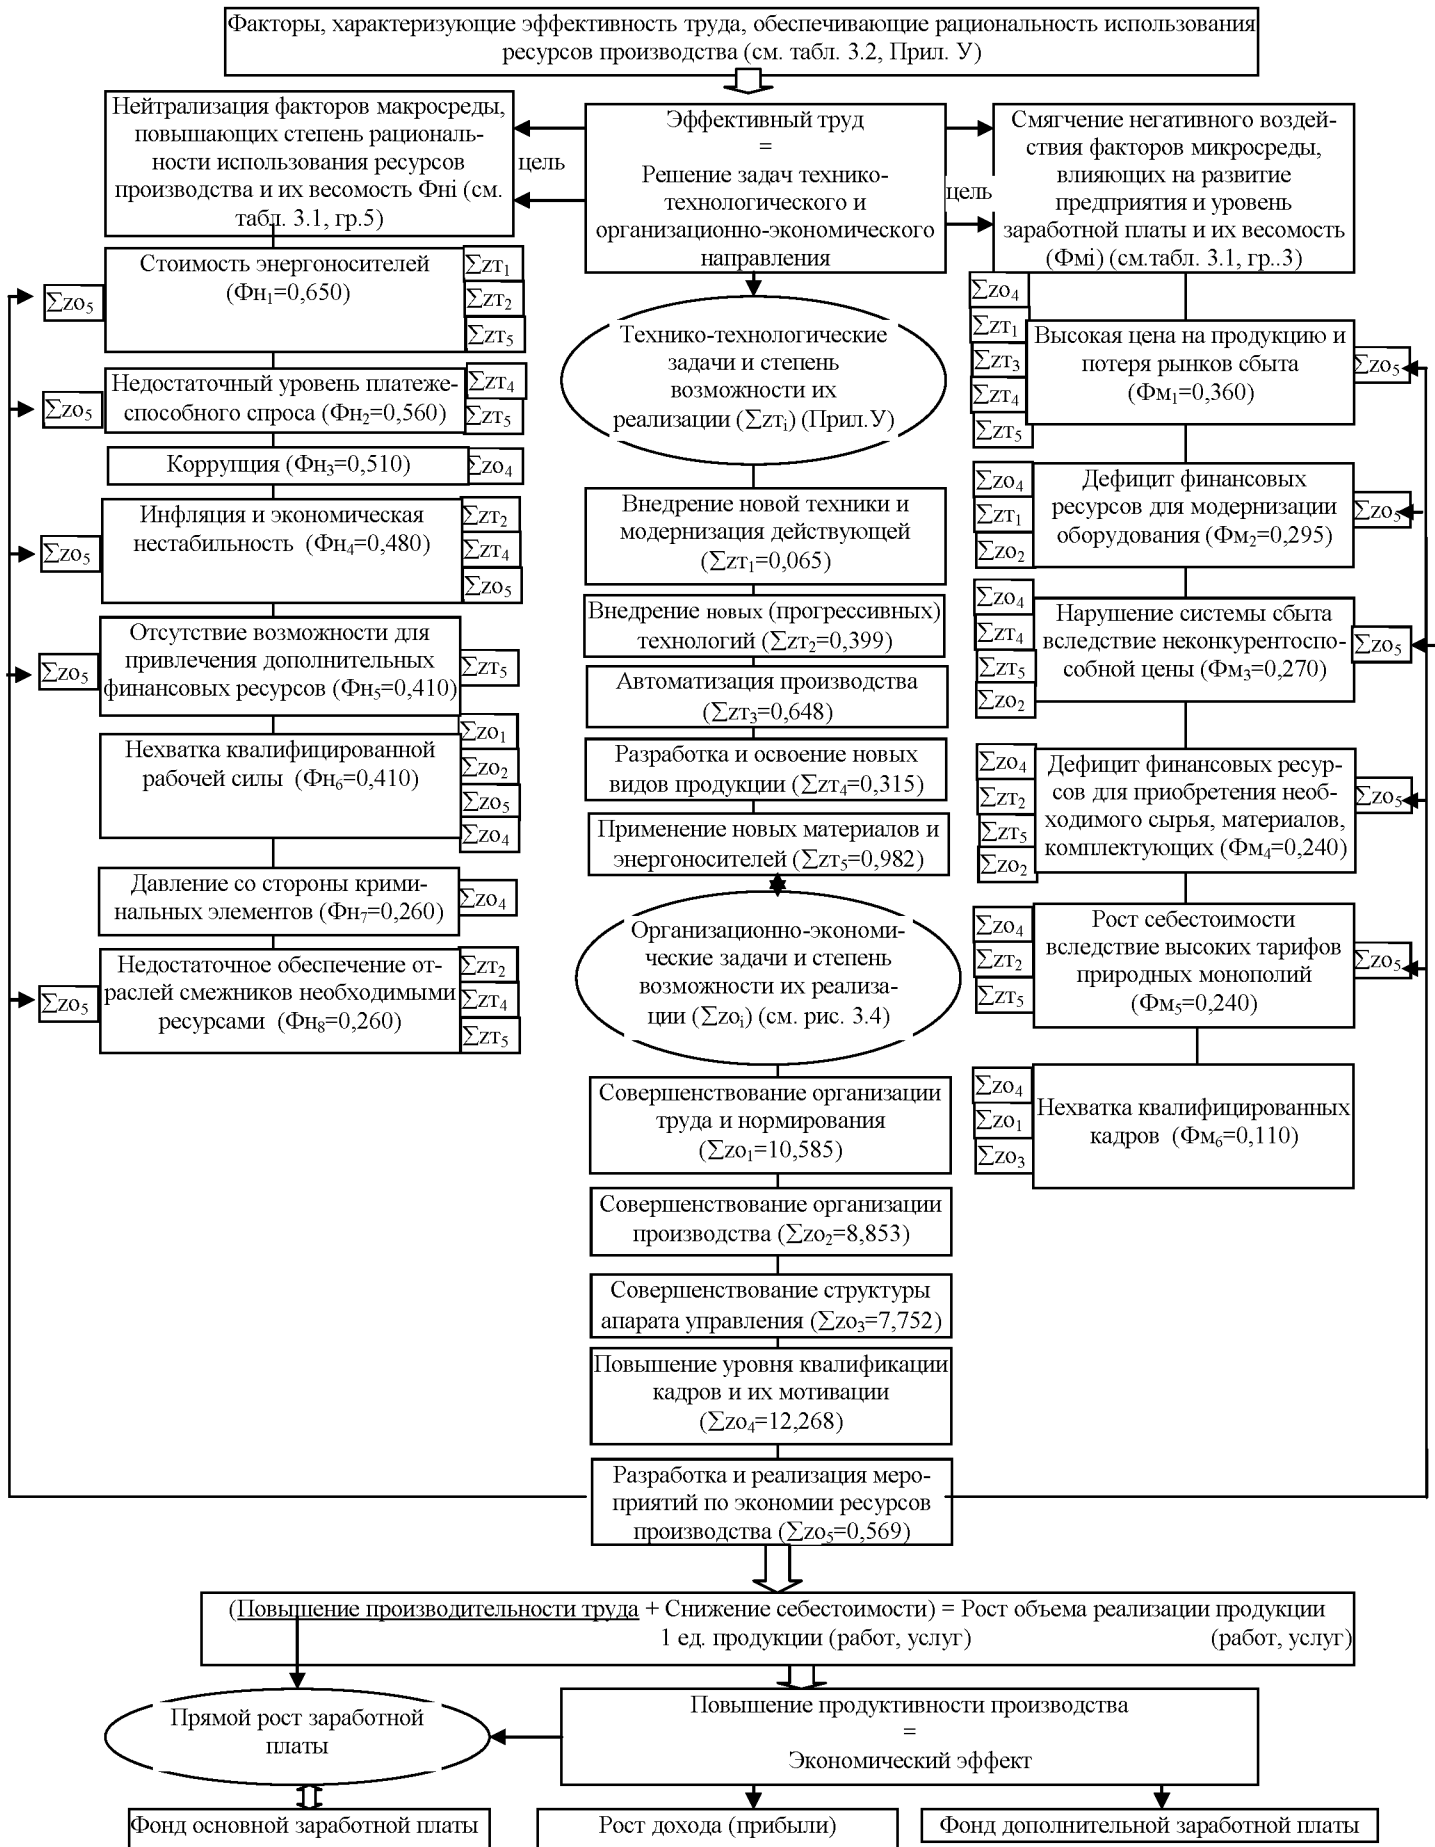 Факторы, характеризующие эффективность труда, обеспечивающие рациональность использования
ресурсов производства (см. табл. 3.2, Прил. У)
Нейтрализация факторов макросреды,
повышающих степень рациональ-
ности использования ресурсов
производства и их весомость Фнi (см.
табл. 3.1, гр.5)
цель
Эффективный труд
=
Решение задач технико-
технологического и
организационно-экономического
направления
цель
Смягчение негативного воздей-
ствия факторов микросреды,
влияющих на развитие
предприятия и уровень
заработной платы и их весомость
(Фмi) (см.табл. 3.1, гр..3)
Стоимость энергоносителей
(Фн₁=0,650)
∑zт₁
∑zт₂
∑zт₅
∑zо₅
Недостаточный уровень платеже-
способного спроса (Фн₂=0,560)
∑zт₄
∑zт₅
∑zо₅
Коррупция (Фн₃=0,510)
∑zо₄
Инфляция и экономическая
нестабильность (Фн₄=0,480)
∑zт₂
∑zт₄
∑zо₅
∑zо₅
Отсутствие возможности для
привлечения дополнительных
финансовых ресурсов (Фн₅=0,410)
∑zт₅
∑zо₅
Нехватка квалифицированной
рабочей силы (Фн₆=0,410)
∑zо₁
∑zо₂
∑zо₅
∑zо₄
Давление со стороны крими-
нальных элементов (Фн₇=0,260)
∑zо₄
Недостаточное обеспечение от-
раслей смежников необходимыми
ресурсами (Фн₈=0,260)
∑zт₂
∑zт₄
∑zт₅
∑zо₅
Технико-технологические
задачи и степень
возможности их
реализации (∑zтᵢ) (Прил.У)
Внедрение новой техники и
модернизация действующей
(∑zт₁=0,065)
Внедрение новых (прогрессивных)
технологий (∑zт₂=0,399)
Автоматизация производства
(∑zт₃=0,648)
Разработка и освоение новых
видов продукции (∑zт₄=0,315)
Применение новых материалов и
энергоносителей (∑zт₅=0,982)
Организационно-экономи-
ческие задачи и степень
возможности их реализа-
ции (∑zоᵢ) (см. рис. 3.4)
Совершенствование организации
труда и нормирования
(∑zо₁=10,585)
Совершенствование организации
производства (∑zо₂=8,853)
Совершенствование структуры
апарата управления (∑zо₃=7,752)
Повышение уровня квалификации
кадров и их мотивации
(∑zо₄=12,268)
Разработка и реализация меро-
приятий по экономии ресурсов
производства (∑zо₅=0,569)
∑zо₄
∑zт₁
∑zт₃
∑zт₄
∑zт₅
Высокая цена на продукцию и
потеря рынков сбыта
(Фм₁=0,360)
∑zо₅
∑zо₄
∑zт₁
∑zо₂
Дефицит финансовых
ресурсов для модернизации
оборудования (Фм₂=0,295)
∑zо₅
∑zо₄
∑zт₄
∑zт₅
∑zо₂
Нарушение системы сбыта
вследствие неконкурентоспо-
собной цены (Фм₃=0,270)
∑zо₅
∑zо₄
∑zт₂
∑zт₅
∑zо₂
Дефицит финансовых ресур-
сов для приобретения необ-
ходимого сырья, материалов,
комплектующих (Фм₄=0,240)
∑zо₅
∑zо₄
∑zт₂
∑zт₅
Рост себестоимости
вследствие высоких тарифов
природных монополий
(Фм₅=0,240)
∑zо₅
∑zо₄
∑zо₁
∑zо₃
Нехватка квалифицированных
кадров (Фм₆=0,110)
(Повышение производительности труда + Снижение себестоимости) = Рост объема реализации продукции
1 ед. продукции (работ, услуг) (работ, услуг)
Прямой рост заработной
платы
Повышение продуктивности производства
=
Экономический эффект
Фонд основной заработной платы
Рост дохода (прибыли)
Фонд дополнительной заработной платы